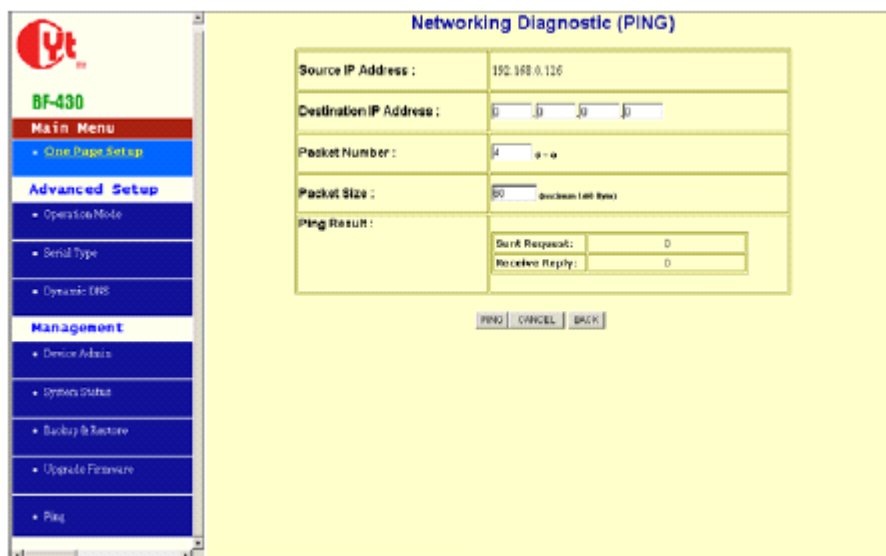 Networking Diagnostic (PING)
Yt
BF-430
Main Menu
One Page Setup
Advanced Setup
Operation Mode
Serial Type
Dynamic DNS
Management
Device Admin
System Status
Backup & Restore
Upgrade Firmware
Ping
Source IP Address : 192.168.0.126
Destination IP Address : 0 .0 .0 .0
Packet Number : 4
Packet Size : 60
Ping Result :
Sent Request: 0
Receive Reply: 0
PING CANCEL BACK